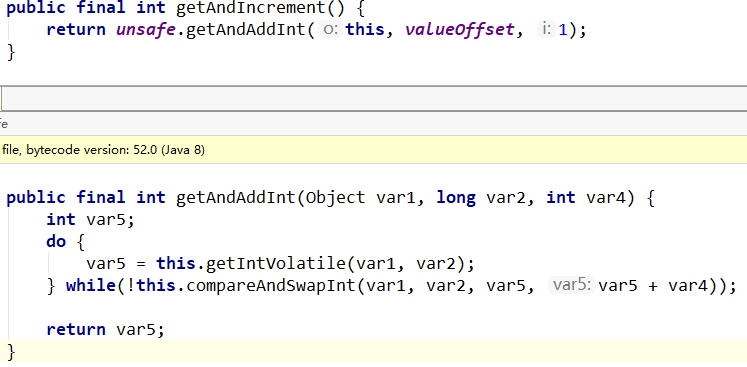 public final int getAndIncrement() {
    return unsafe.getAndAddInt( o: this, valueOffset, i: 1);
}
fe
file, bytecode version: 52.0 (Java 8)
public final int getAndAddInt(Object var1, long var2, int var4) {
    int var5;
    do {
        var5 = this.getIntVolatile(var1, var2);
    } while(!this.compareAndSwapInt(var1, var2, var5, var5: var5 + var4));
    return var5;
}